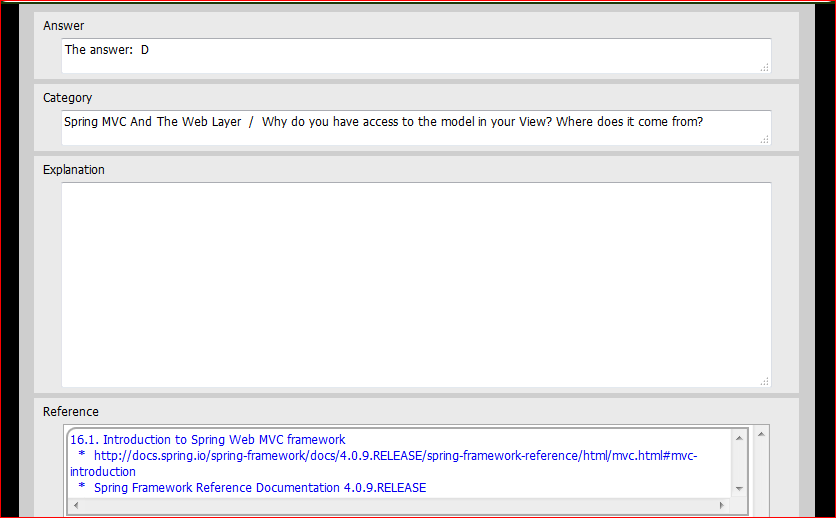 Answer
The answer:  D
Category
Spring MVC And The Web Layer  /  Why do you have access to the model in your View? Where does it come from?
Explanation
Reference
16.1. Introduction to Spring Web MVC framework
*  http://docs.spring.io/spring-framework/docs/4.0.9.RELEASE/spring-framework-reference/html/mvc.html#mvc-
introduction
*  Spring Framework Reference Documentation 4.0.9.RELEASE